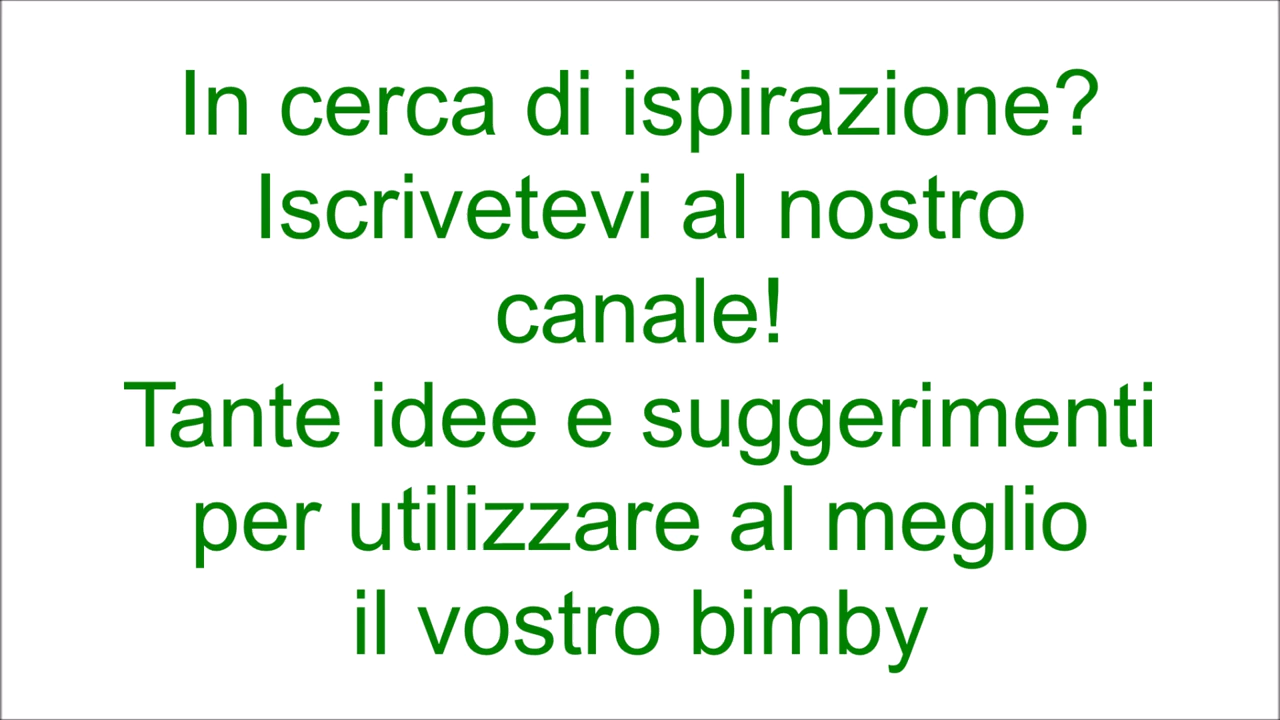 In cerca di ispirazione?
Iscrivetevi al nostro
canale!
Tante idee e suggerimenti
per utilizzare al meglio
il vostro bimby